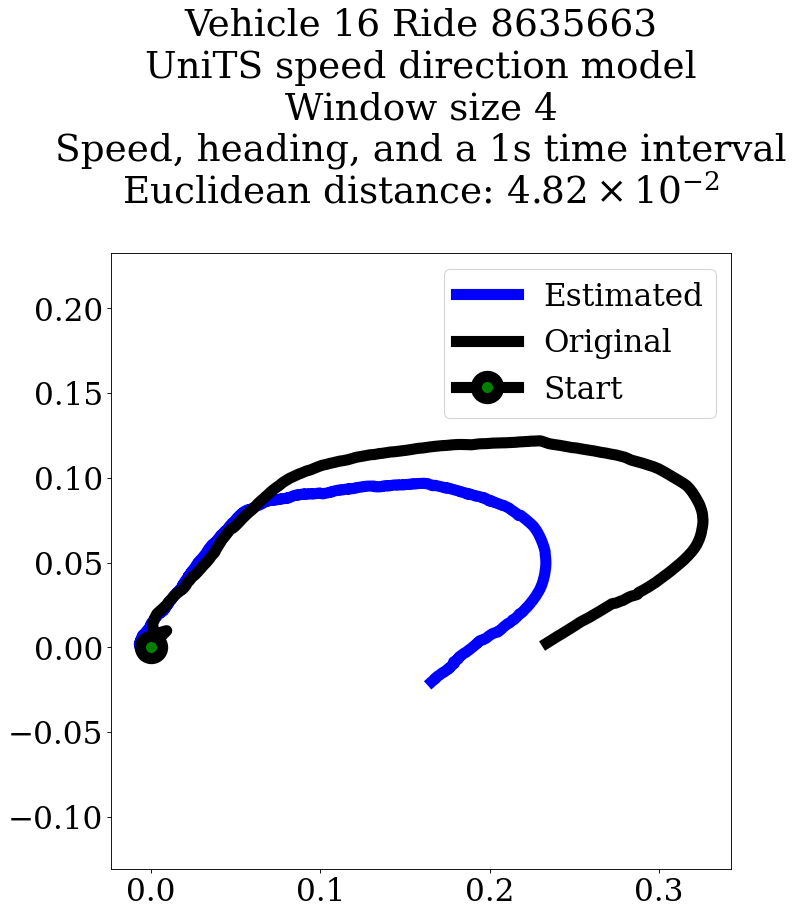 Vehicle 16 Ride 8635663
UniTS speed direction model
Window size 4
Speed, heading, and a 1s time interval
Euclidean distance: 4.82 × 10⁻²
Estimated
Original
Start
0.20
0.15
0.10
0.05
0.00
−0.05
−0.10
0.0 0.1 0.2 0.3